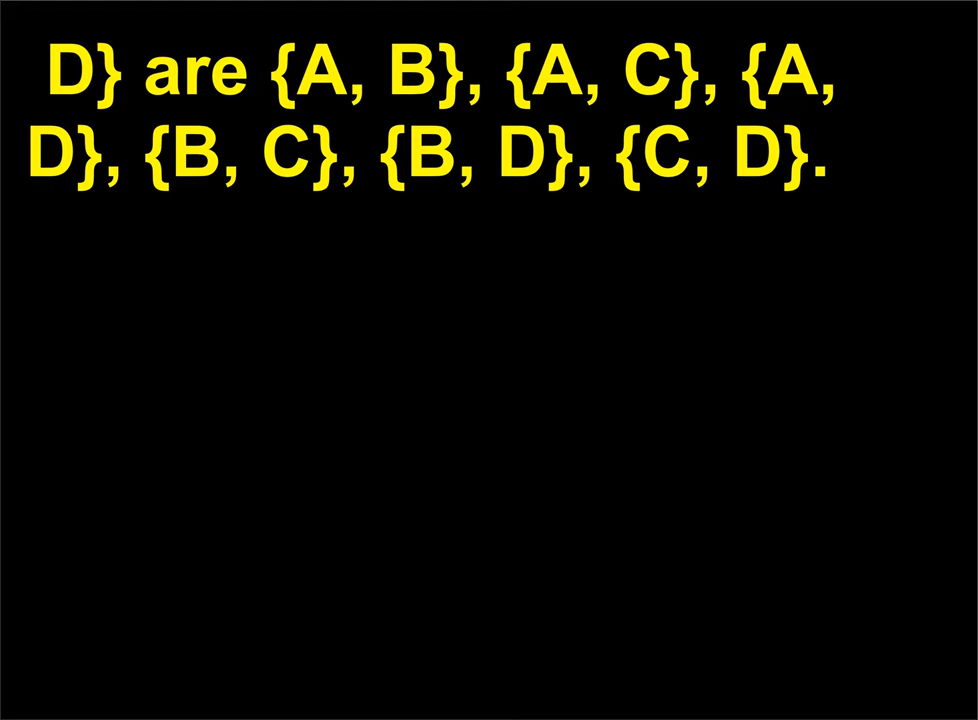 D} are {A, B}, {A, C}, {A,
D}, {B, C}, {B, D}, {C, D}.